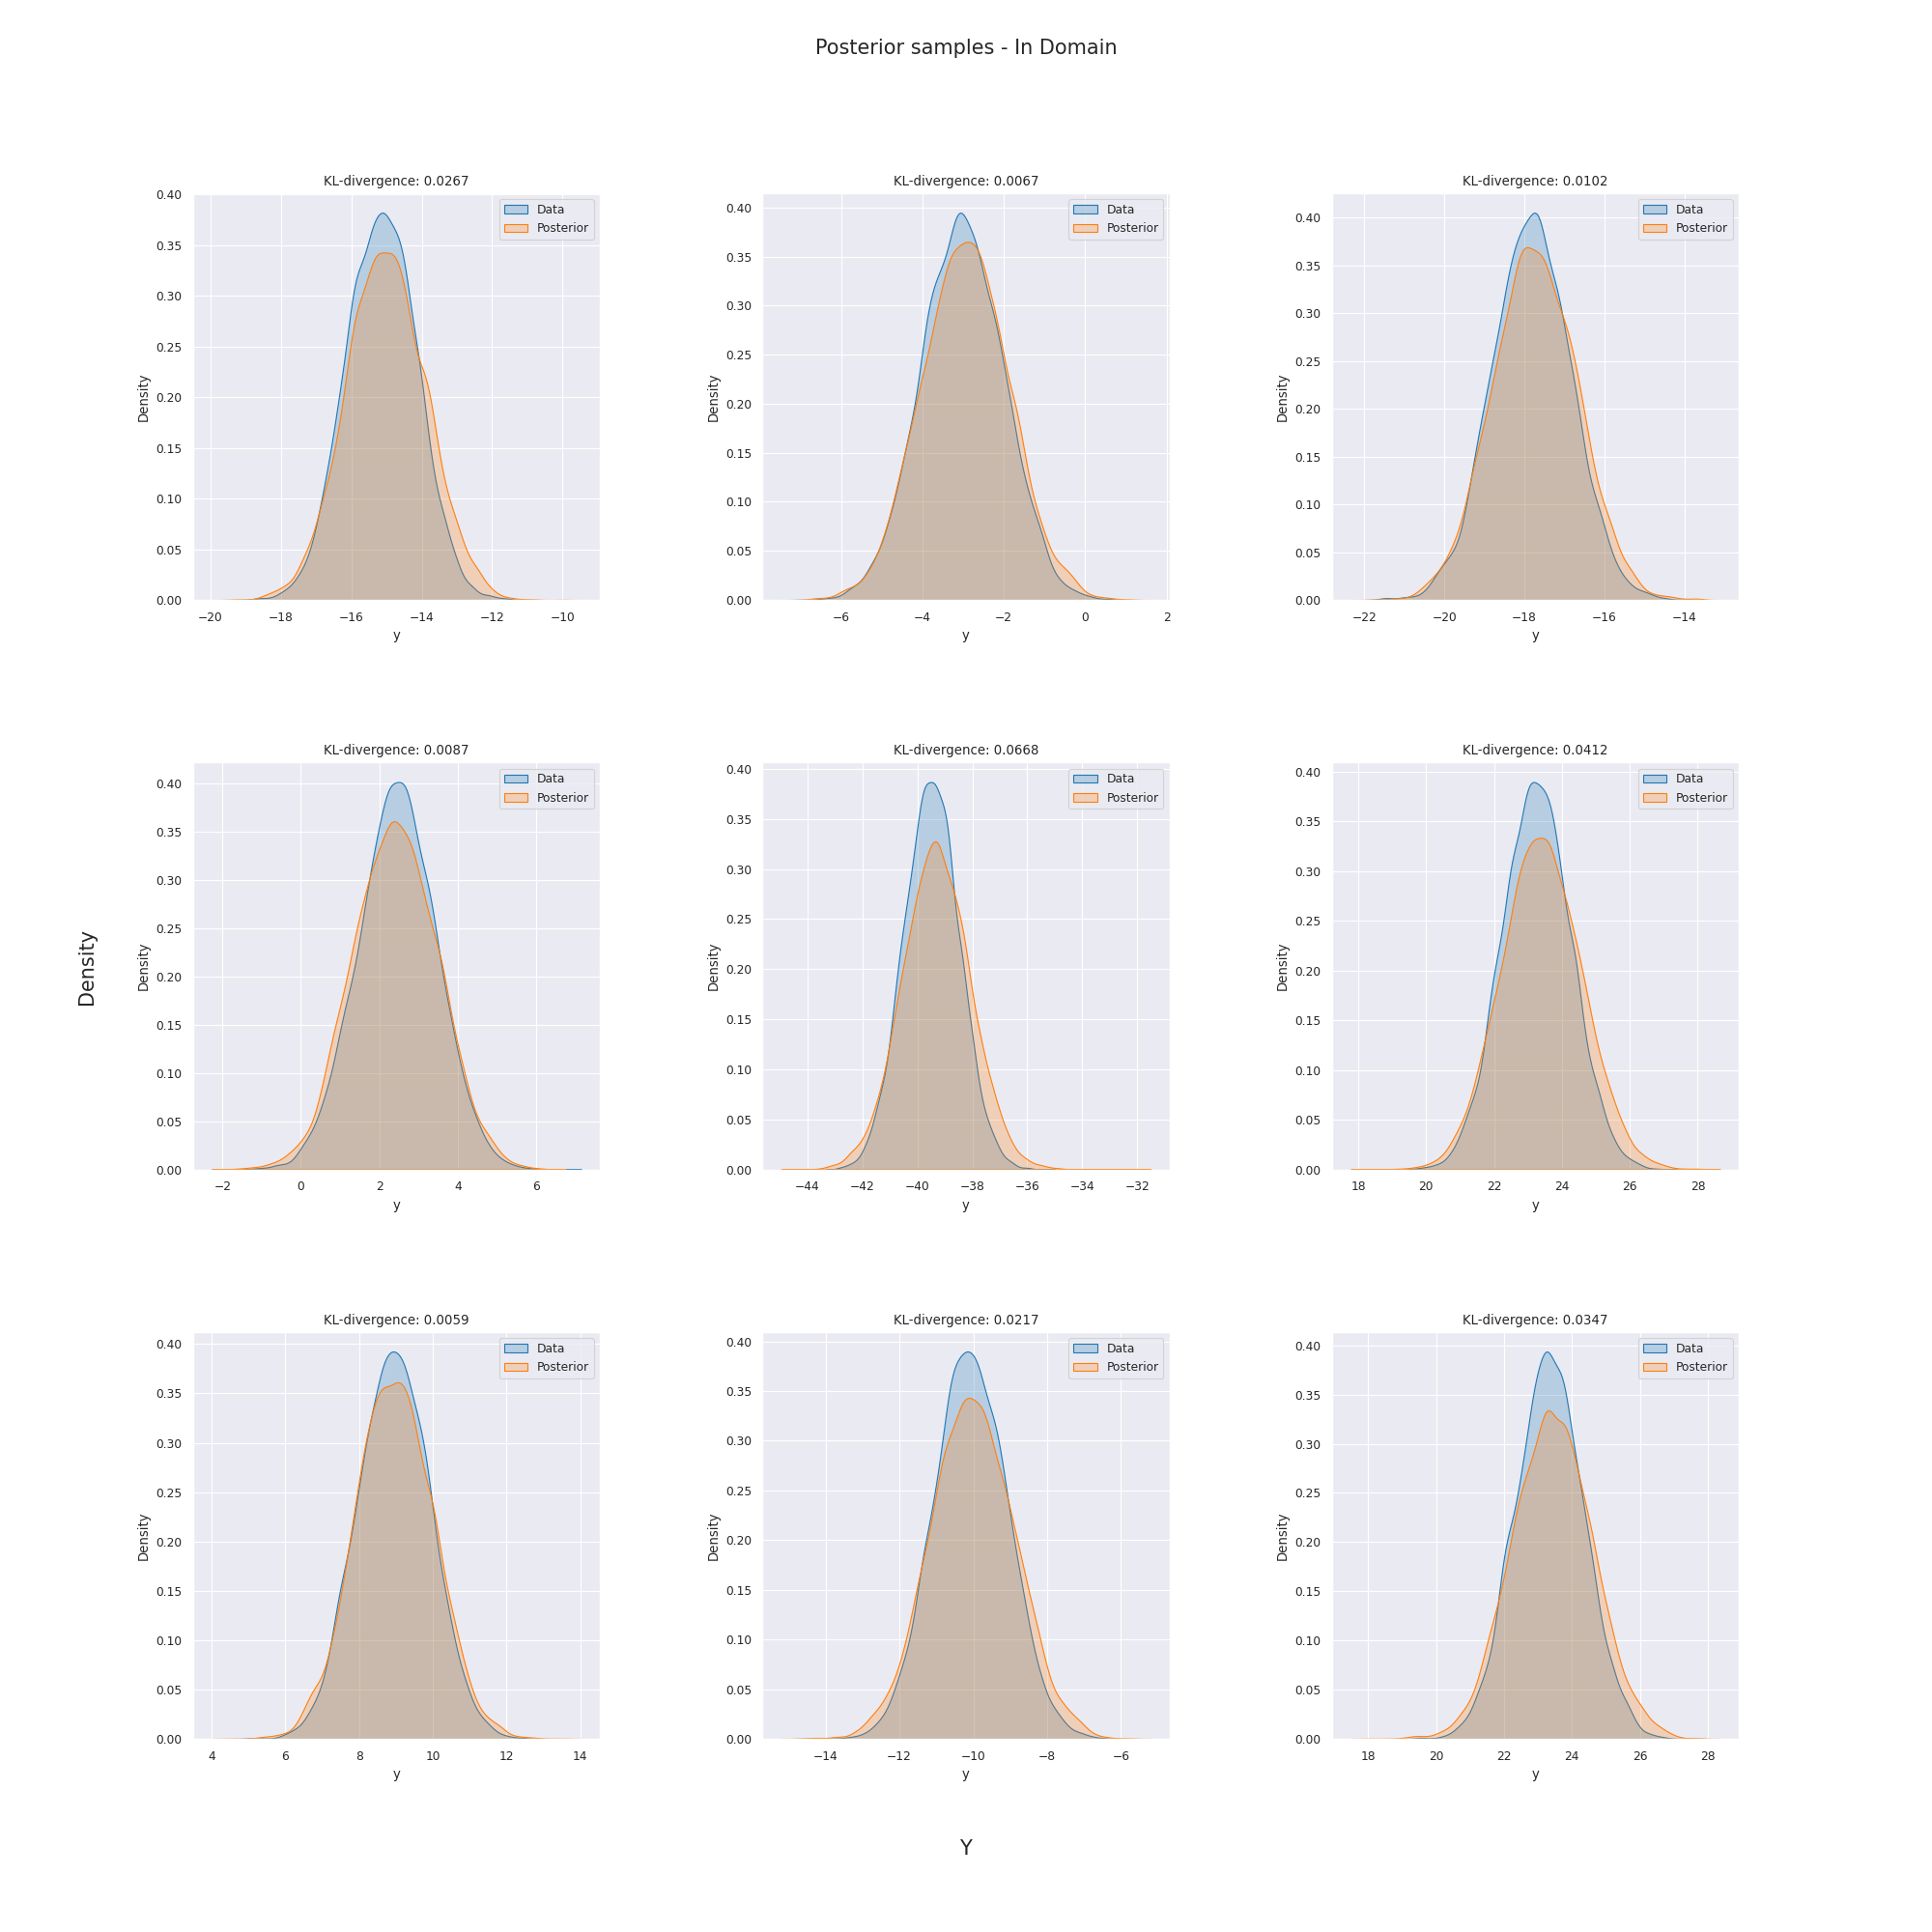 Posterior samples - In Domain
KL-divergence: 0.0267
Data
Posterior
0.40
0.35
0.30
0.25
0.20
0.15
0.10
0.05
0.00
Density
−20 −18 −16 −14 −12 −10
y
KL-divergence: 0.0067
Data
Posterior
0.40
0.35
0.30
0.25
0.20
0.15
0.10
0.05
0.00
Density
−6 −4 −2 0 2
y
KL-divergence: 0.0102
Data
Posterior
0.40
0.35
0.30
0.25
0.20
0.15
0.10
0.05
0.00
Density
−22 −20 −18 −16 −14
y
Density
KL-divergence: 0.0087
Data
Posterior
0.40
0.35
0.30
0.25
0.20
0.15
0.10
0.05
0.00
Density
−2 0 2 4 6
y
KL-divergence: 0.0668
Data
Posterior
0.40
0.35
0.30
0.25
0.20
0.15
0.10
0.05
0.00
Density
−44 −42 −40 −38 −36 −34 −32
y
KL-divergence: 0.0412
Data
Posterior
0.40
0.35
0.30
0.25
0.20
0.15
0.10
0.05
0.00
Density
18 20 22 24 26 28
y
KL-divergence: 0.0059
Data
Posterior
0.40
0.35
0.30
0.25
0.20
0.15
0.10
0.05
0.00
Density
4 6 8 10 12 14
y
KL-divergence: 0.0217
Data
Posterior
0.40
0.35
0.30
0.25
0.20
0.15
0.10
0.05
0.00
Density
−14 −12 −10 −8 −6
y
KL-divergence: 0.0347
Data
Posterior
0.40
0.35
0.30
0.25
0.20
0.15
0.10
0.05
0.00
Density
18 20 22 24 26 28
y
Y